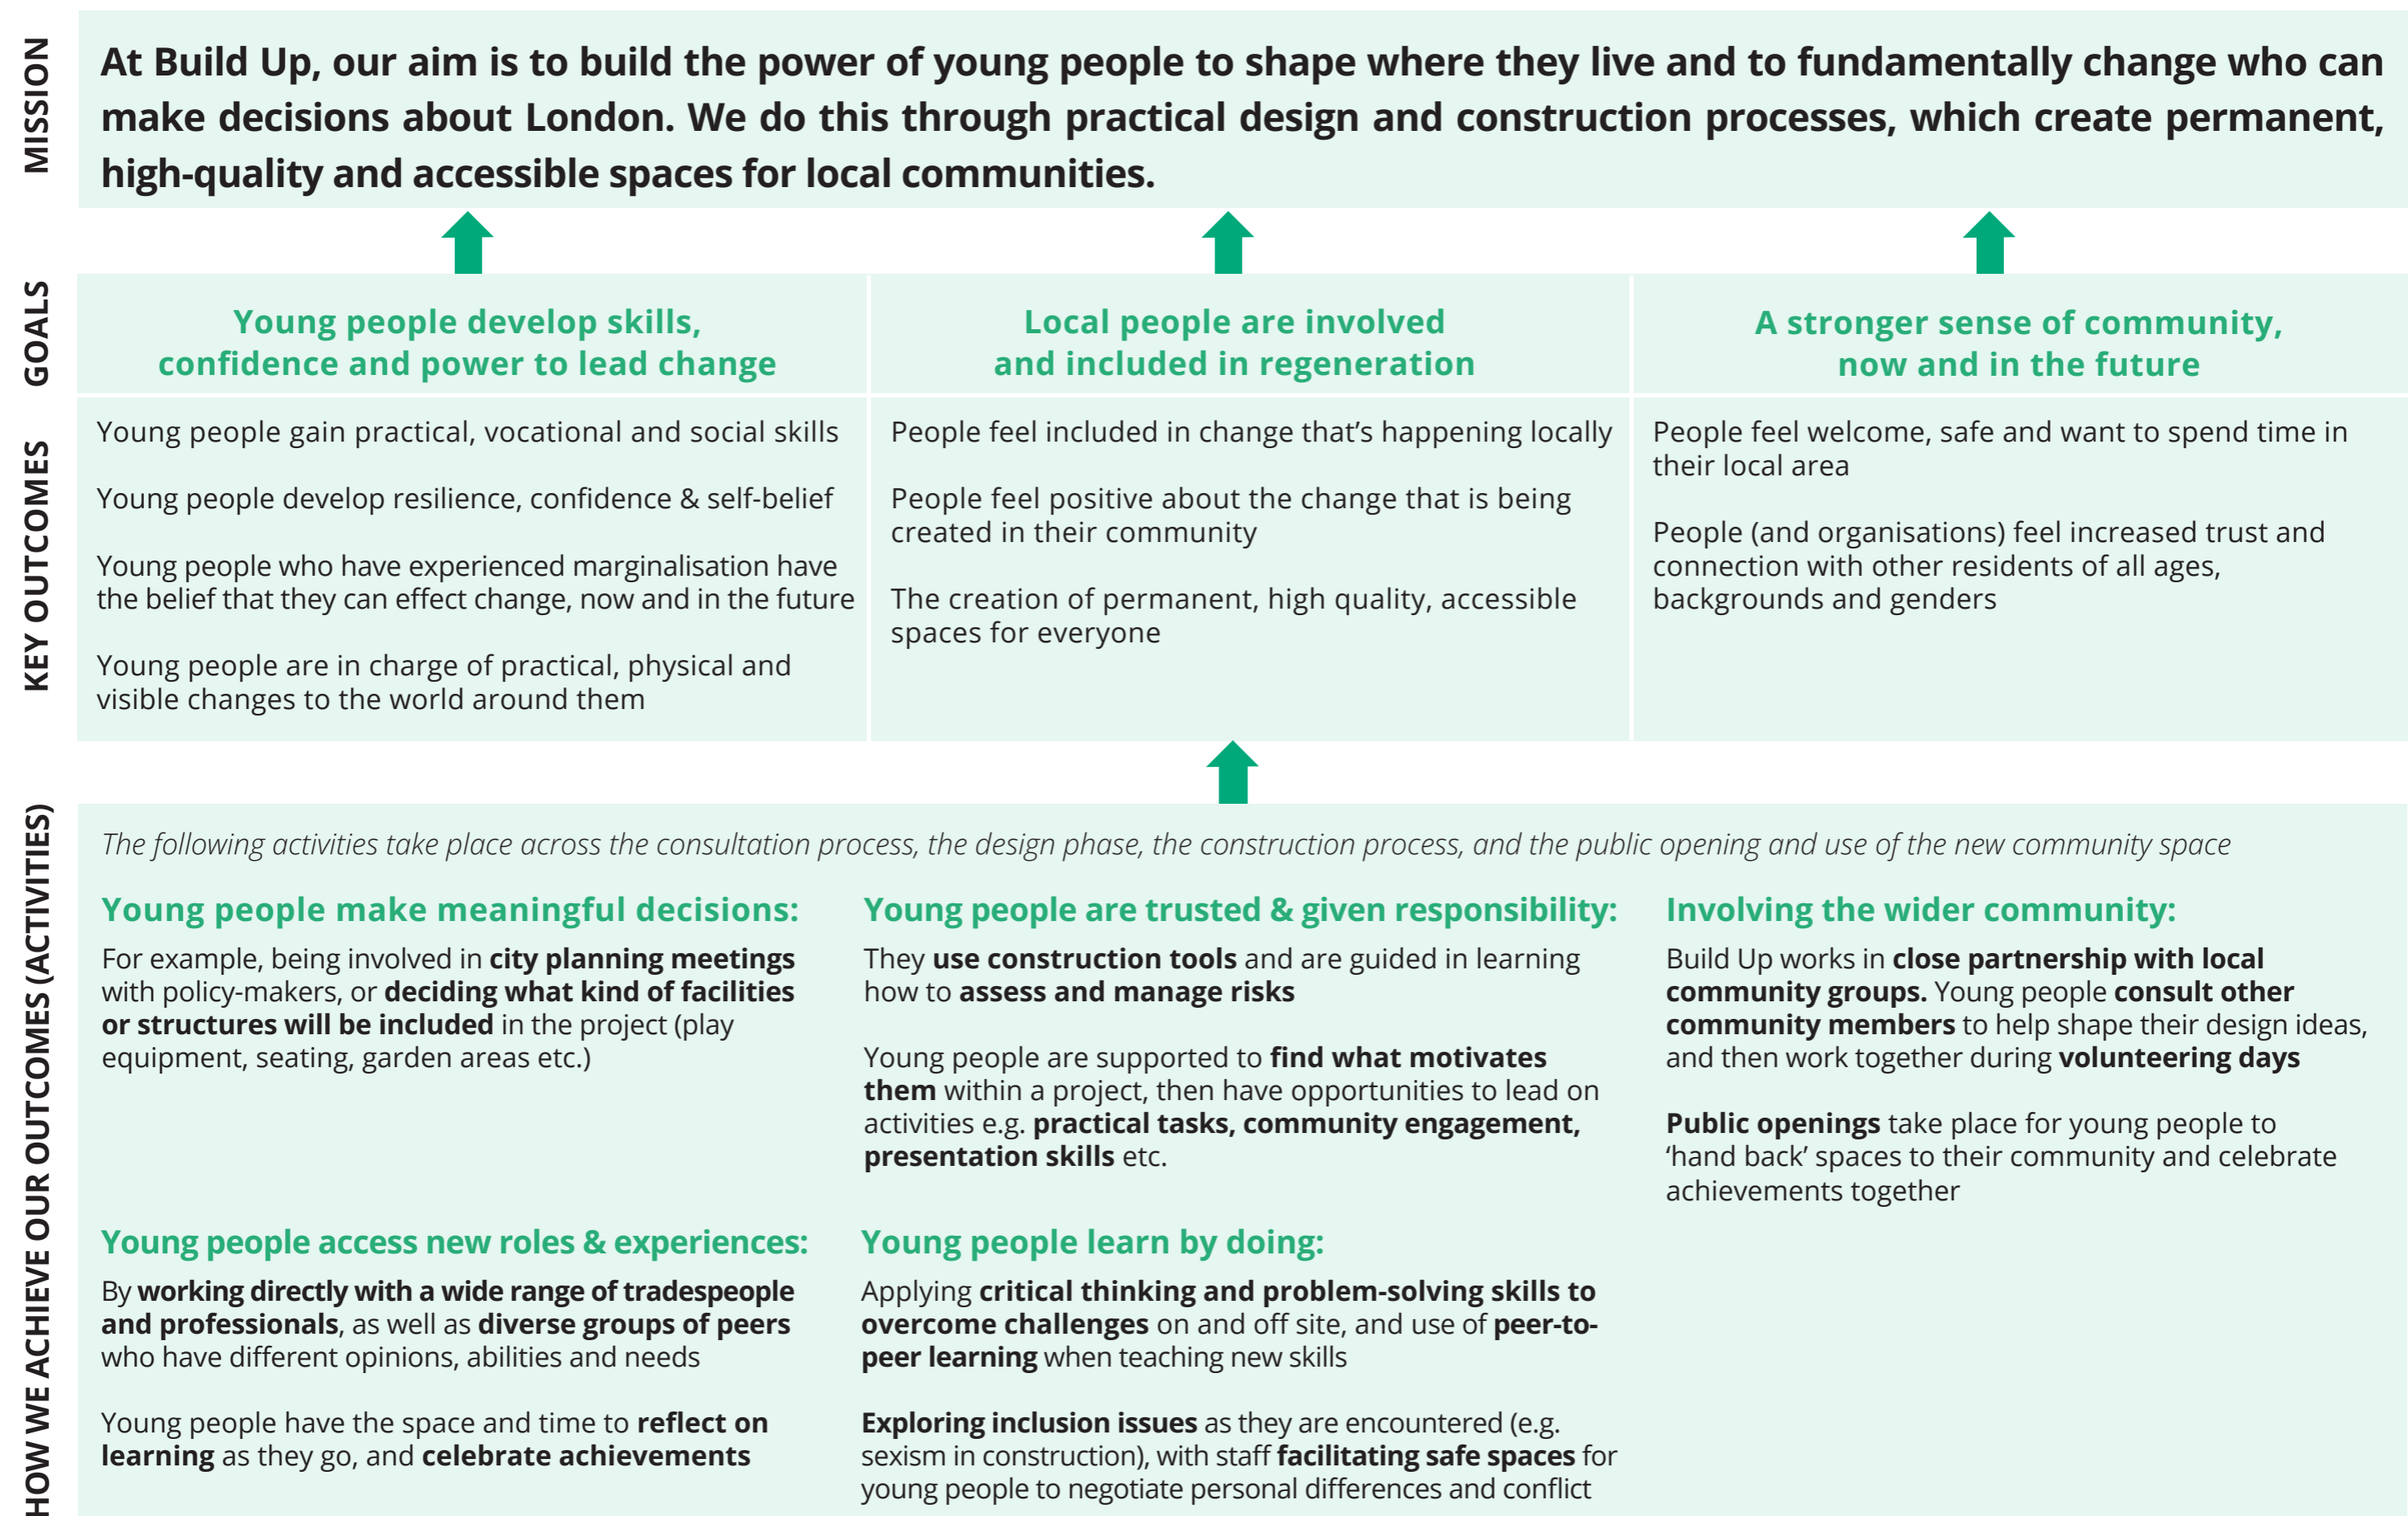 MISSION
At Build Up, our aim is to build the power of young people to shape where they live and to fundamentally change who can
make decisions about London. We do this through practical design and construction processes, which create permanent,
high-quality and accessible spaces for local communities.
GOALS
Young people develop skills,
confidence and power to lead change
Local people are involved
and included in regeneration
A stronger sense of community,
now and in the future
KEY OUTCOMES
Young people gain practical, vocational and social skills
Young people develop resilience, confidence & self-belief
Young people who have experienced marginalisation have
the belief that they can effect change, now and in the future
Young people are in charge of practical, physical and
visible changes to the world around them
People feel included in change that’s happening locally
People feel positive about the change that is being
created in their community
The creation of permanent, high quality, accessible
spaces for everyone
People feel welcome, safe and want to spend time in
their local area
People (and organisations) feel increased trust and
connection with other residents of all ages,
backgrounds and genders
HOW WE ACHIEVE OUR OUTCOMES (ACTIVITIES)
The following activities take place across the consultation process, the design phase, the construction process, and the public opening and use of the new community space
Young people make meaningful decisions:
For example, being involved in city planning meetings
with policy-makers, or deciding what kind of facilities
or structures will be included in the project (play
equipment, seating, garden areas etc.)
Young people are trusted & given responsibility:
They use construction tools and are guided in learning
how to assess and manage risks
Young people are supported to find what motivates
them within a project, then have opportunities to lead on
activities e.g. practical tasks, community engagement,
presentation skills etc.
Involving the wider community:
Build Up works in close partnership with local
community groups. Young people consult other
community members to help shape their design ideas,
and then work together during volunteering days
Public openings take place for young people to
‘hand back’ spaces to their community and celebrate
achievements together
Young people access new roles & experiences:
By working directly with a wide range of tradespeople
and professionals, as well as diverse groups of peers
who have different opinions, abilities and needs
Young people have the space and time to reflect on
learning as they go, and celebrate achievements
Young people learn by doing:
Applying critical thinking and problem-solving skills to
overcome challenges on and off site, and use of peer-to-
peer learning when teaching new skills
Exploring inclusion issues as they are encountered (e.g.
sexism in construction), with staff facilitating safe spaces for
young people to negotiate personal differences and conflict